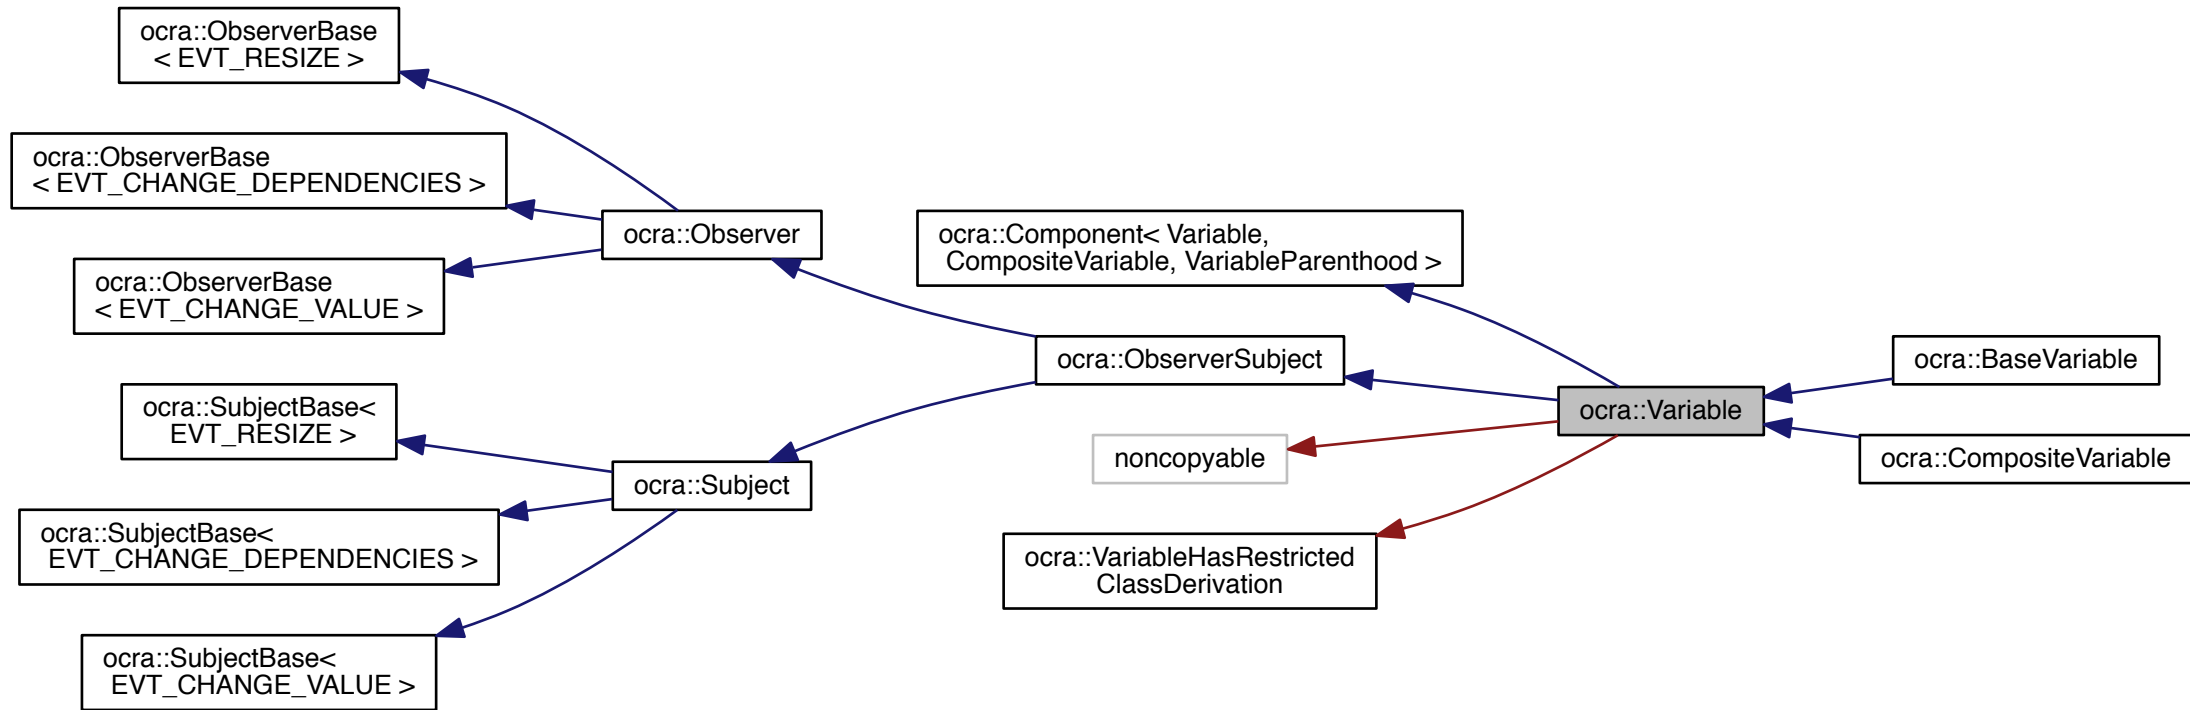 ocra::ObserverBase
< EVT_RESIZE >
ocra::ObserverBase
< EVT_CHANGE_DEPENDENCIES >
ocra::ObserverBase
< EVT_CHANGE_VALUE >
ocra::SubjectBase<
EVT_RESIZE >
ocra::SubjectBase<
EVT_CHANGE_DEPENDENCIES >
ocra::SubjectBase<
EVT_CHANGE_VALUE >
ocra::Observer
ocra::Subject
ocra::Component< Variable,
CompositeVariable, VariableParenthood >
ocra::ObserverSubject
noncopyable
ocra::VariableHasRestricted
ClassDerivation
ocra::Variable
ocra::BaseVariable
ocra::CompositeVariable